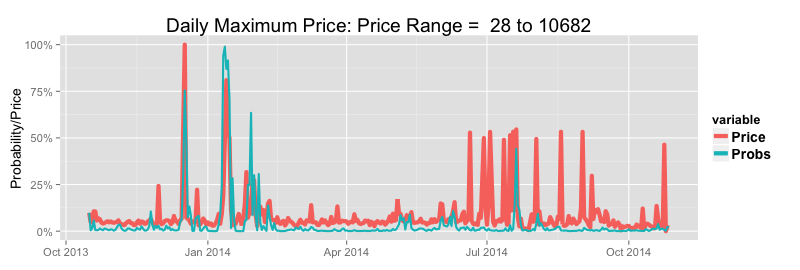 Daily Maximum Price: Price Range =  28 to 10682
Probability/Price
100%
75%
50%
25%
0%
Oct 2013
Jan 2014
Apr 2014
Jul 2014
Oct 2014
variable
Price
Probs